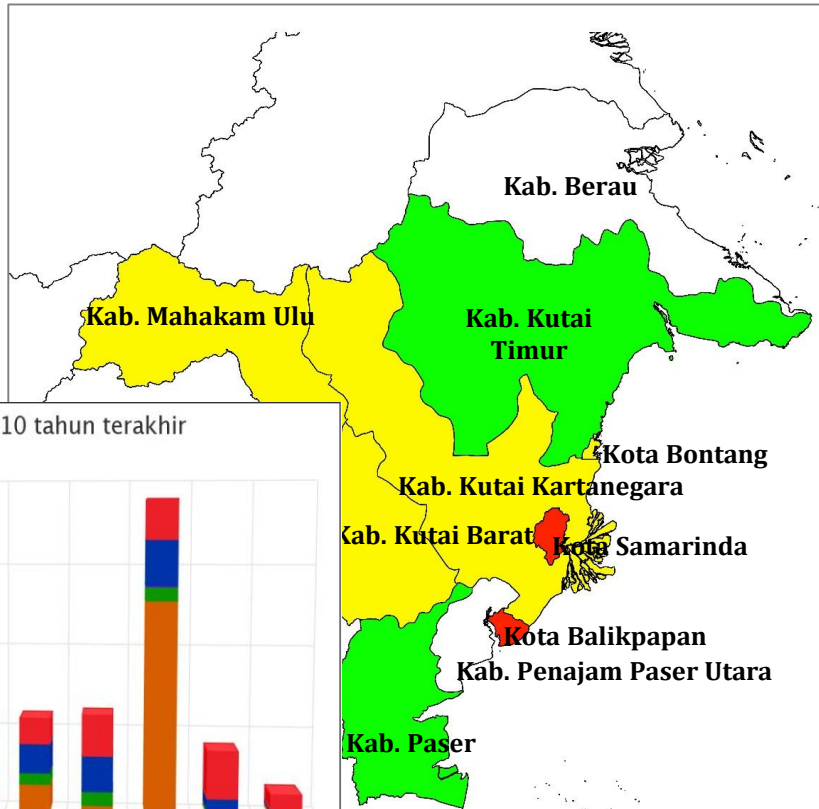 Kab. Berau
Kab. Mahakam Ulu
Kab. Kutai
Timur
10 tahun terakhir
Kota Bontang
Kab. Kutai Kartanegara
Kab. Kutai Barat
Kota Samarinda
Kota Balikpapan
Kab. Penajam Paser Utara
Kab. Paser